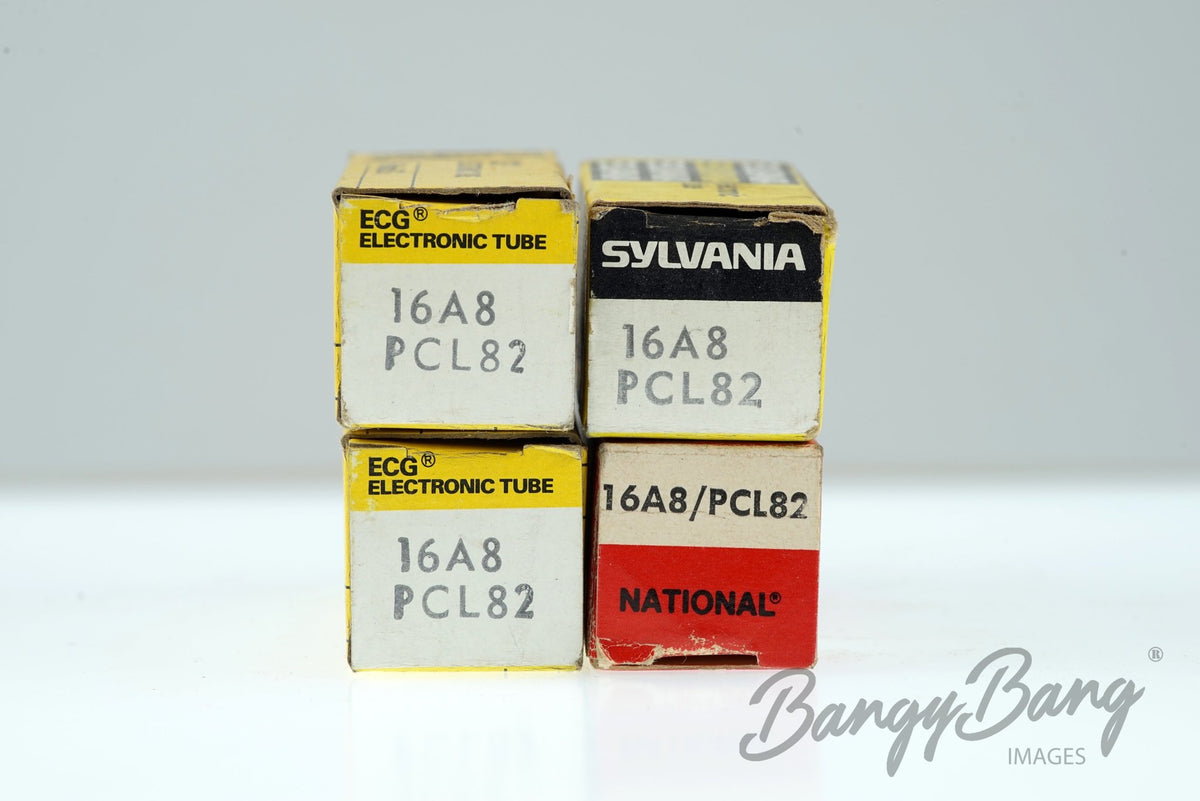 ECG®
ELECTRONIC TUBE
16A8
PCL82
SYLVANIA
16A8
PCL82
ECG®
ELECTRONIC TUBE
16A8
PCL82
16A8/PCL82
NATIONAL®
BangyBang®
IMAGES